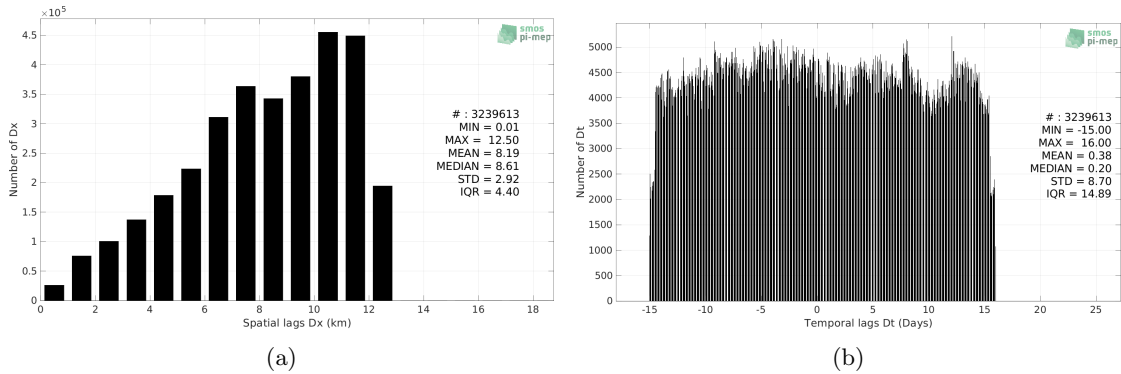 ×10⁵
smos
pi-mep
4.5
4
3.5
3
2.5
2
1.5
1
0.5
0
Number of Dx
# : 3239613
MIN = 0.01
MAX = 12.50
MEAN = 8.19
MEDIAN = 8.61
STD = 2.92
IQR = 4.40
0 2 4 6 8 10 12 14 16 18
Spatial lags Dx (km)
(a)
smos
pi-mep
5000
4500
4000
3500
3000
2500
2000
1500
1000
500
0
Number of Dt
# : 3239613
MIN = -15.00
MAX = 16.00
MEAN = 0.38
MEDIAN = 0.20
STD = 8.70
IQR = 14.89
-15 -10 -5 0 5 10 15 20 25
Temporal lags Dt (Days)
(b)